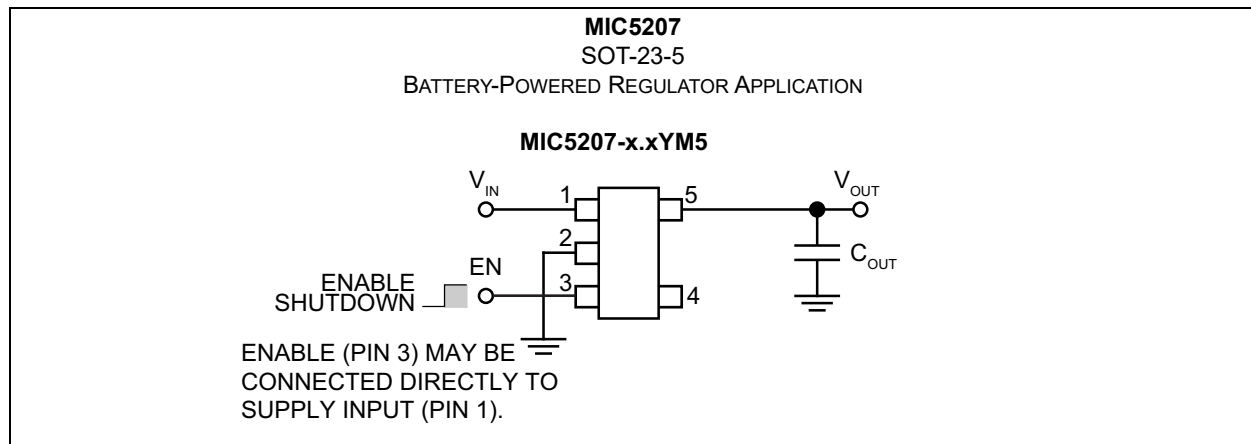 MIC5207
SOT-23-5
BATTERY-POWERED REGULATOR APPLICATION
MIC5207-x.xYM5
VIN
VOUT
1
5
2
EN
COUT
ENABLE
SHUTDOWN
3
4
ENABLE (PIN 3) MAY BE
CONNECTED DIRECTLY TO
SUPPLY INPUT (PIN 1).